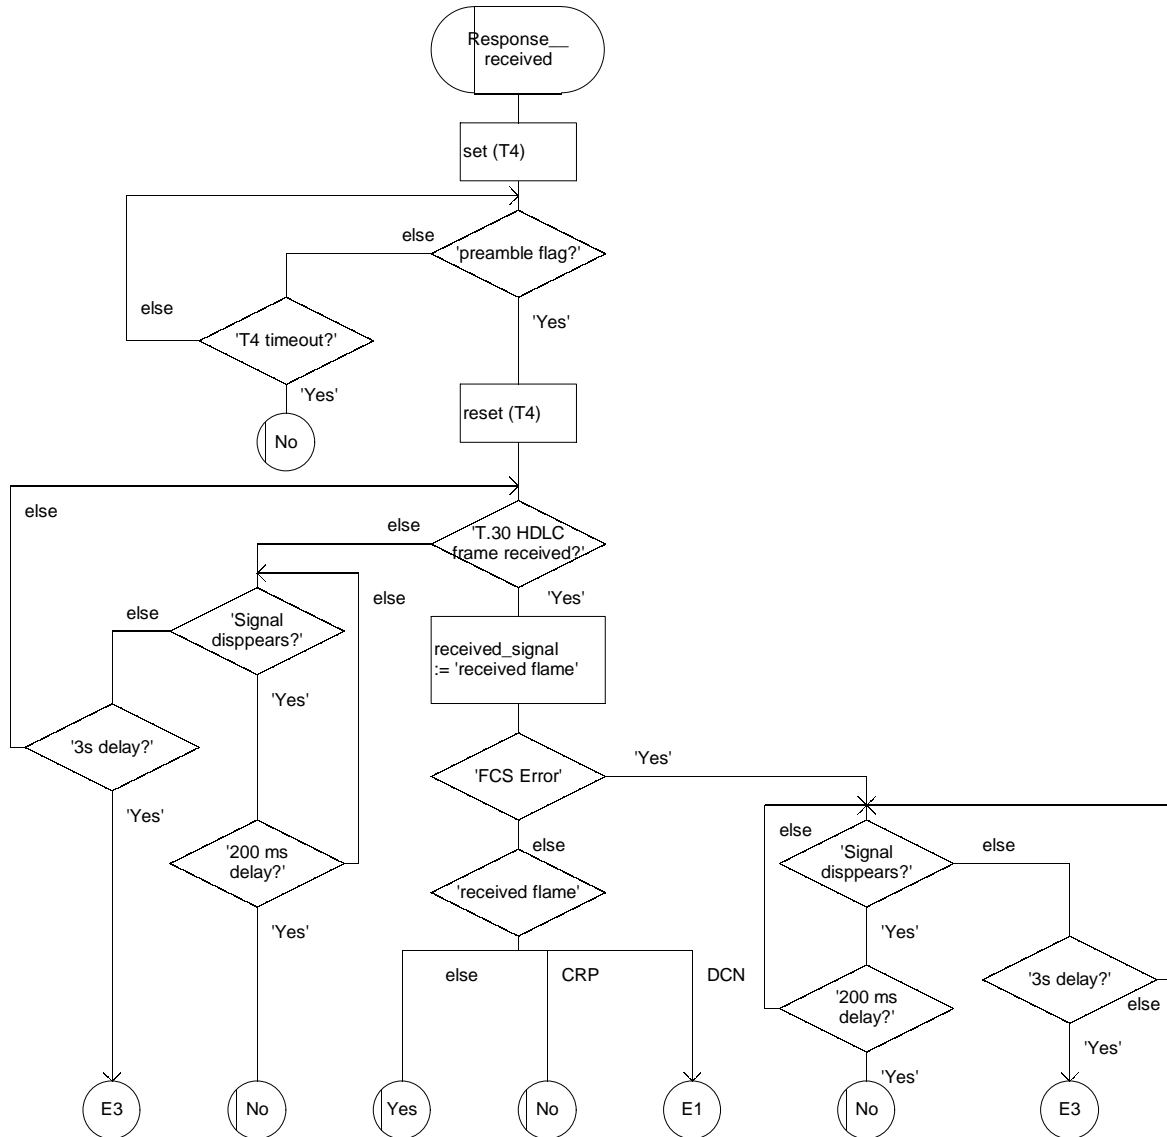 Response__
received
set (T4)
else
'preamble flag?'
else
'T4 timeout?'
'Yes'
'Yes'
reset (T4)
No
else
else
'T.30 HDLC
frame received?'
'Yes'
else
else
'Signal
disppears?'
received_signal
:= 'received flame'
'Yes'
'3s delay?'
'FCS Error'
'Yes'
'Yes'
'200 ms
delay?'
else
else
'Signal
disppears?'
else
'received flame'
'Yes'
'Yes'
else
CRP
DCN
'200 ms
delay?'
'3s delay?'
else
'Yes'
'Yes'
E3
No
Yes
No
E1
No
E3